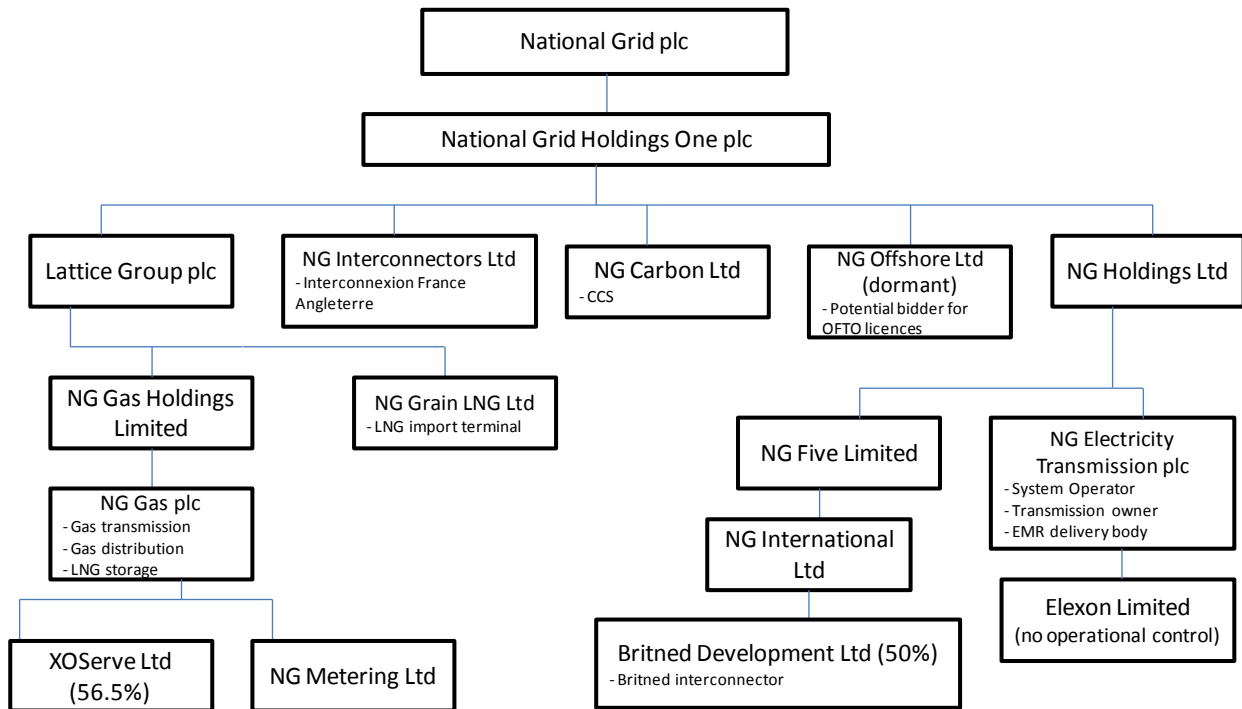 National Grid plc
National Grid Holdings One plc
Lattice Group plc
NG Interconnectors Ltd
- Interconnexion France
Angleterre
NG Carbon Ltd
- CCS
NG Offshore Ltd
(dormant)
- Potential bidder for
OFTO licences
NG Holdings Ltd
NG Gas Holdings
Limited
NG Grain LNG Ltd
- LNG import terminal
NG Five Limited
NG Electricity
Transmission plc
- System Operator
- Transmission owner
- EMR delivery body
NG Gas plc
- Gas transmission
- Gas distribution
- LNG storage
NG International
Ltd
Elexon Limited
(no operational control)
XOServe Ltd
(56.5%)
NG Metering Ltd
Britned Development Ltd (50%)
- Britned interconnector